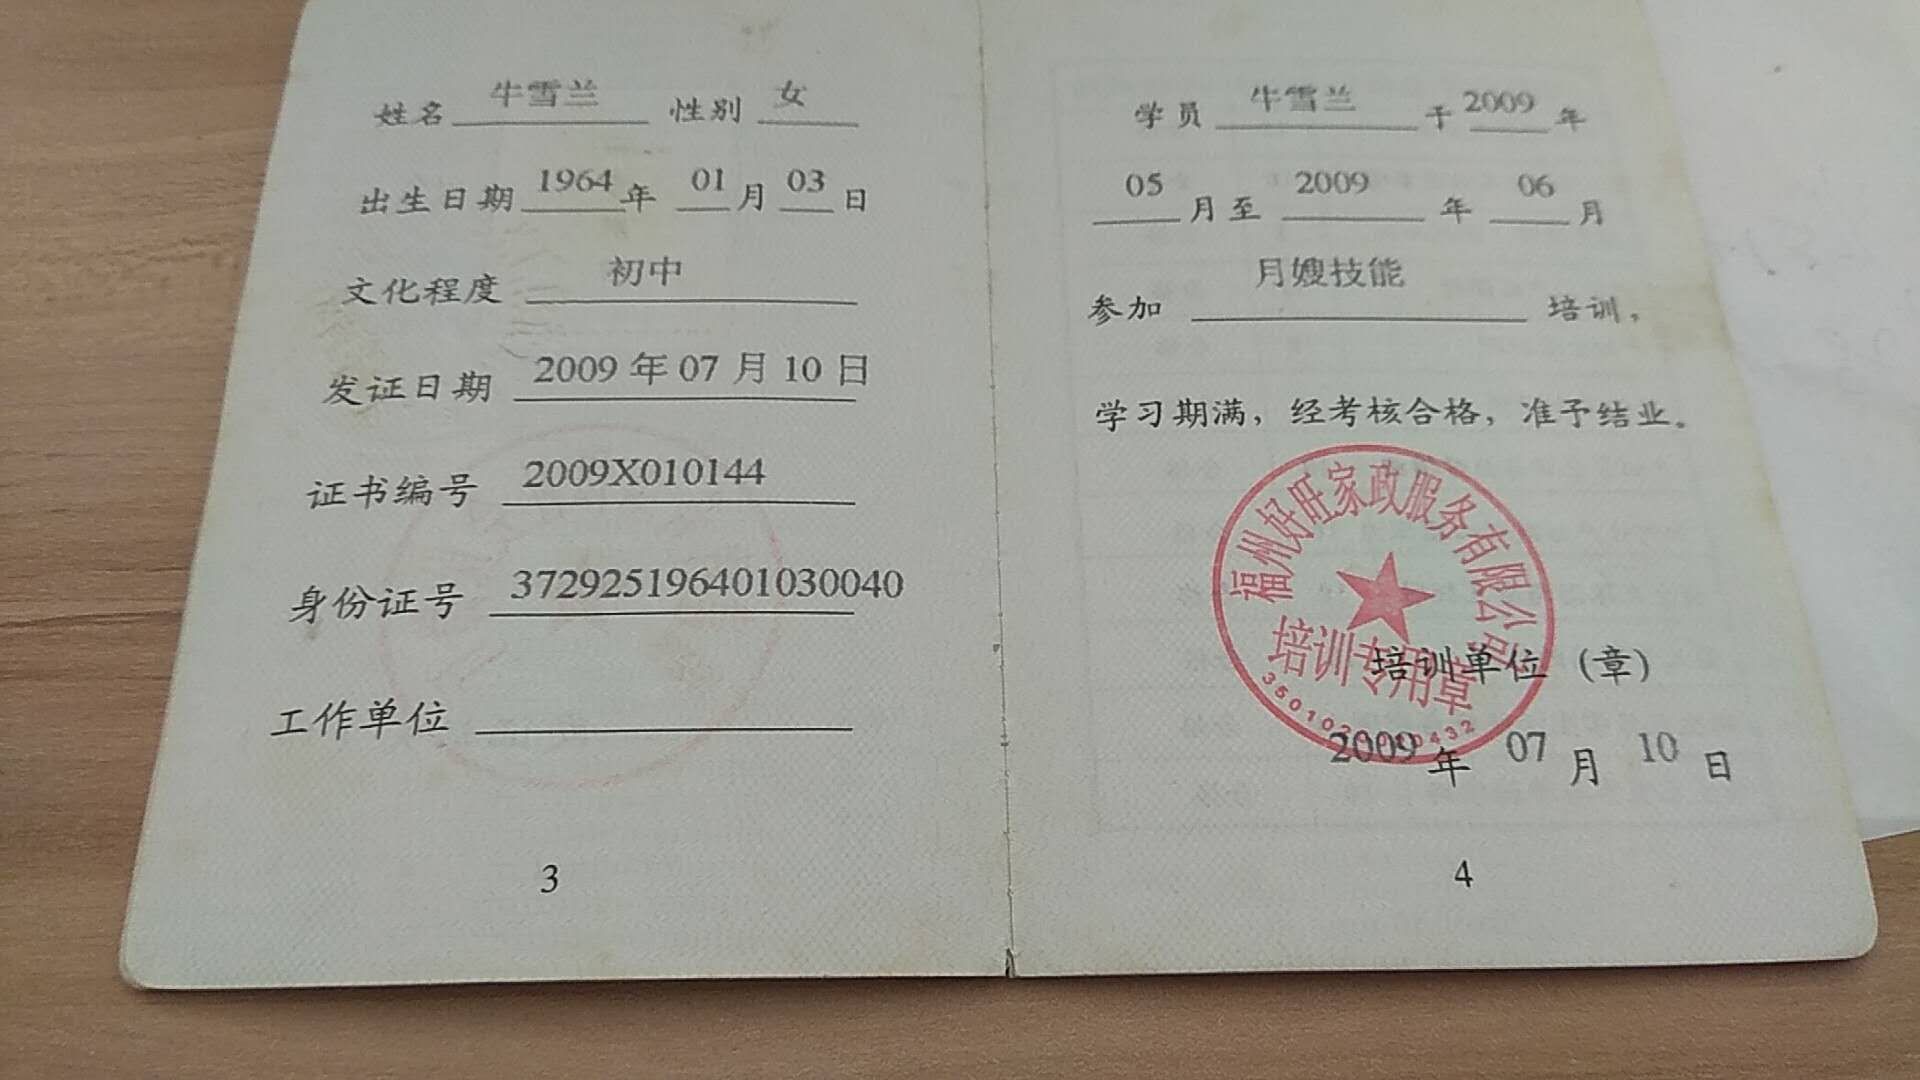 姓名 牛雪兰 性别 女
出生日期 1964 年 01 月 03 日
文化程度 初中
发证日期 2009 年 07 月 10 日
证书编号 2009X010144
身份证号 372925196401030040
工作单位
3
学员 牛雪兰 于 2009 年
05 月至 2009 年 06 月
参加 月嫂技能 培训，
学习期满，经考核合格，准予结业。
福州好旺家政服务有限公司
培训专用章
培训单位（章）
2009 年 07 月 10 日
4